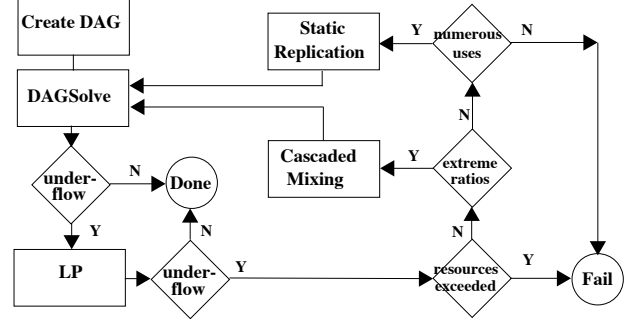 Create DAG
Static
Replication
Y
numerous
uses
N
DAGSolve
N
under-
flow
N
Done
Cascaded
Mixing
Y
extreme
ratios
Y
N
N
LP
under-
flow
Y
resources
exceeded
Y
Fail